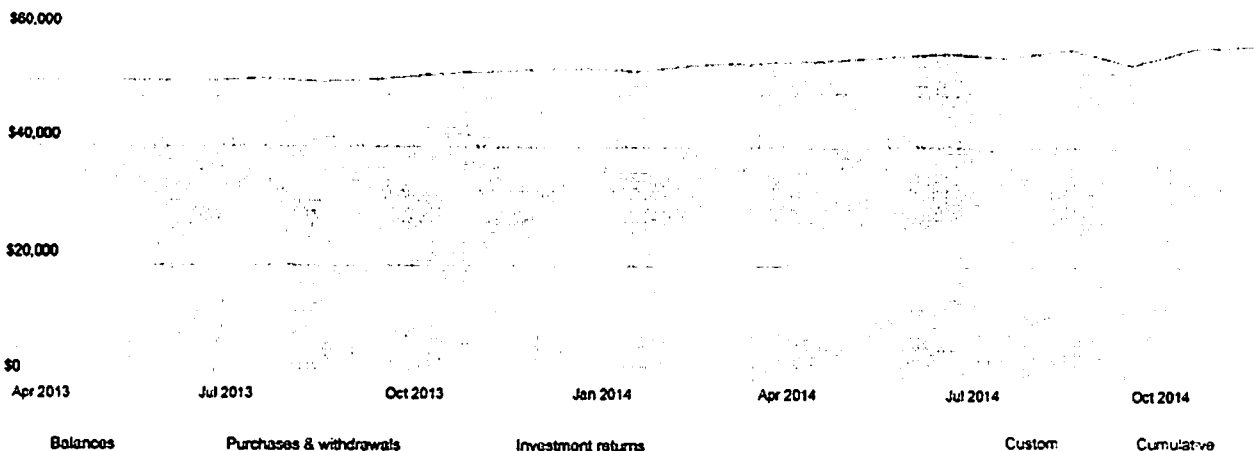 $60,000
$40,000
$20,000
$0
Apr 2013 Jul 2013 Oct 2013 Jan 2014 Apr 2014 Jul 2014 Oct 2014
Balances Purchases & withdrawals Investment returns Custom Cumulative